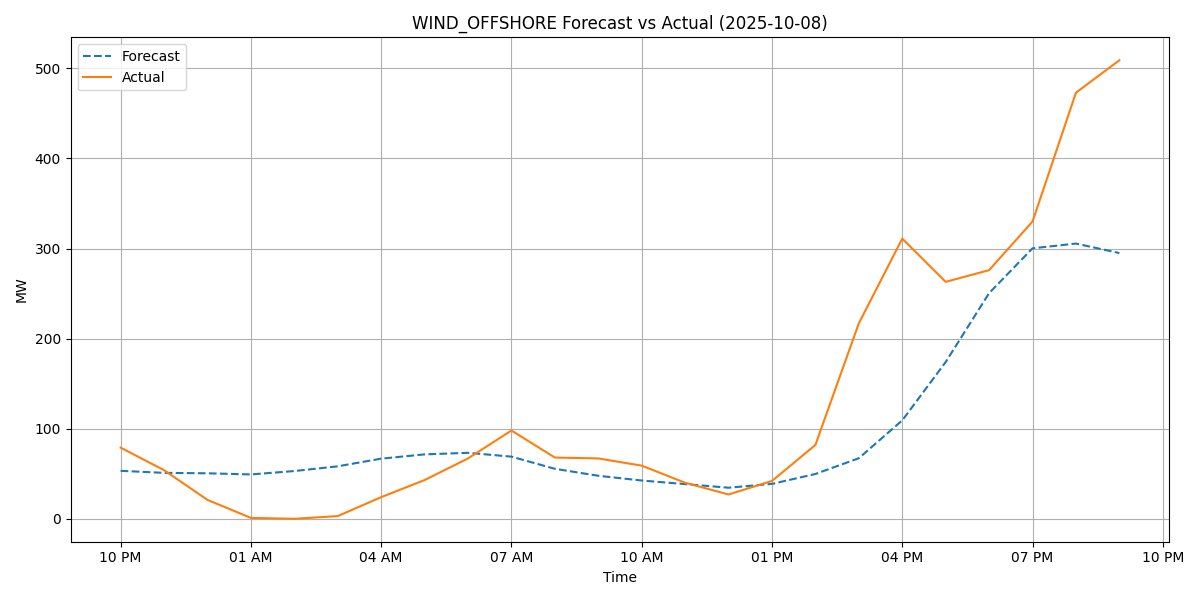 WIND_OFFSHORE Forecast vs Actual (2025-10-08)
Forecast
Actual
500
400
300
200
100
0
MW
10 PM 01 AM 04 AM 07 AM 10 AM 01 PM 04 PM 07 PM 10 PM
Time